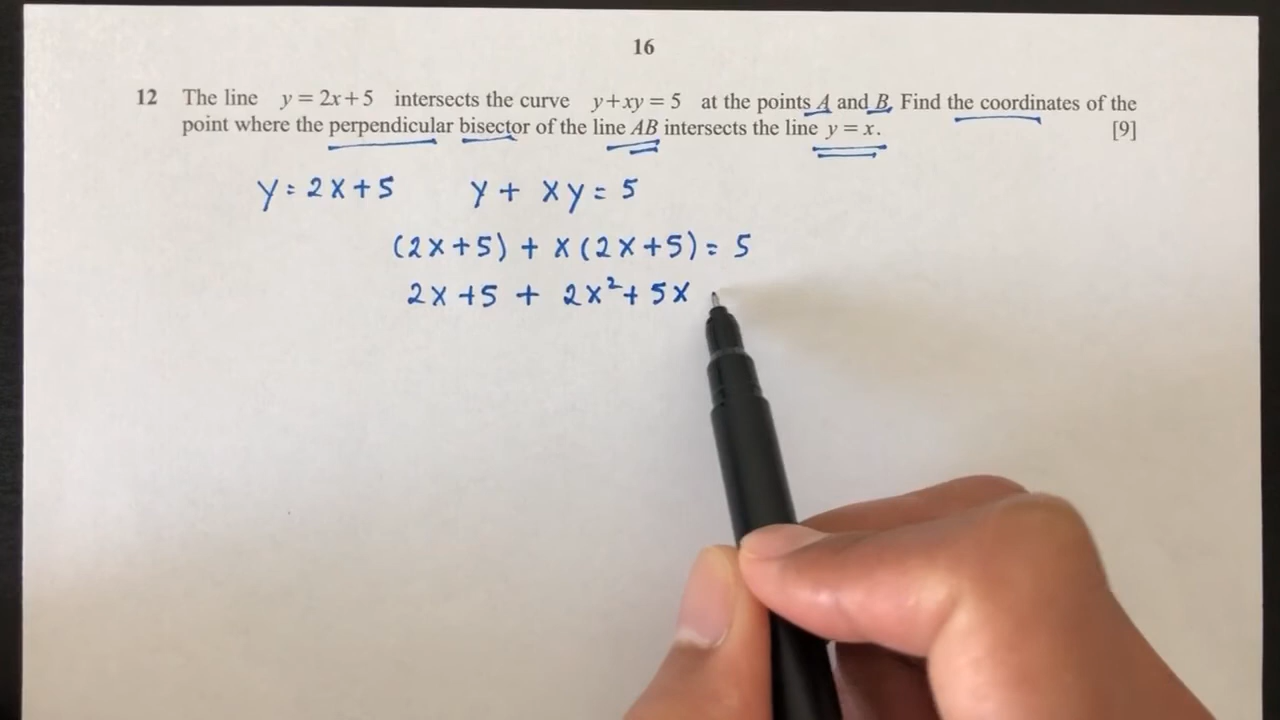 16
12 The line y = 2x+5 intersects the curve y+xy = 5 at the points A and B. Find the coordinates of the
point where the perpendicular bisector of the line AB intersects the line y = x. [9]
y = 2x+5 y + xy = 5
(2x+5) + x(2x+5) = 5
2x+5 + 2x²+5x